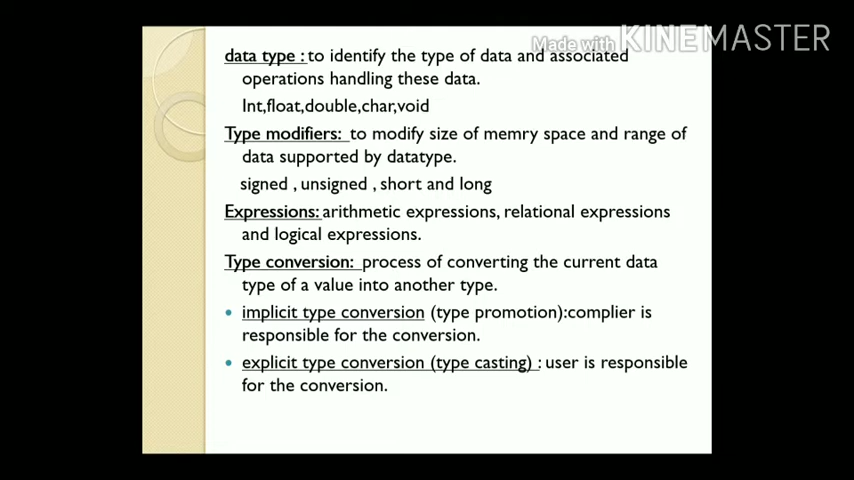 Made with KINEMASTER
data type : to identify the type of data and associated
operations handling these data.
Int,float,double,char,void
Type modifiers: to modify size of memry space and range of
data supported by datatype.
signed , unsigned , short and long
Expressions: arithmetic expressions, relational expressions
and logical expressions.
Type conversion: process of converting the current data
type of a value into another type.
• implicit type conversion (type promotion):complier is
responsible for the conversion.
• explicit type conversion (type casting) : user is responsible
for the conversion.